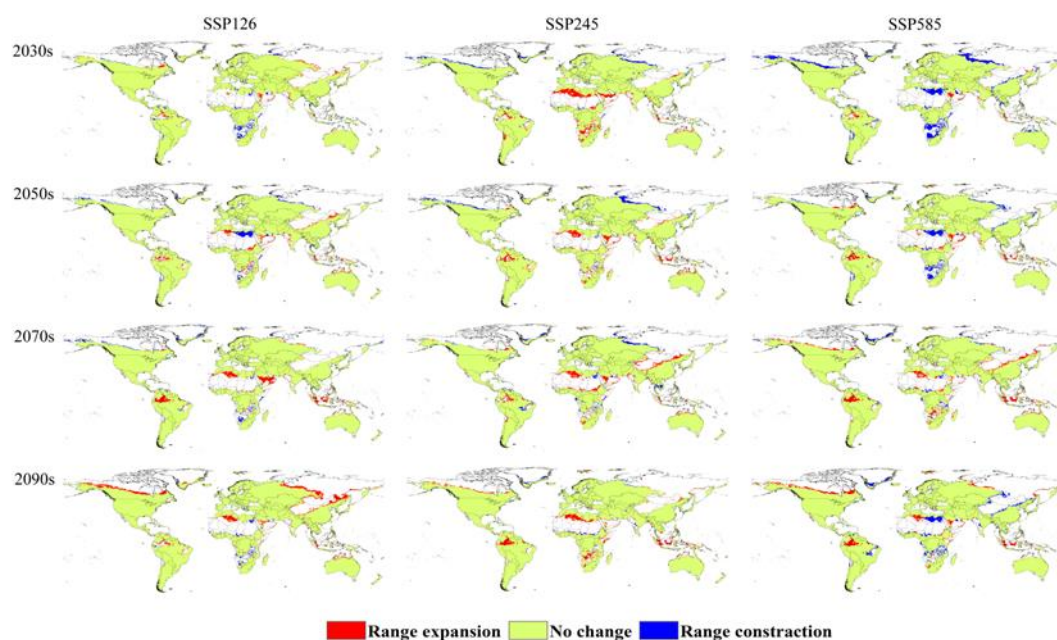 SSP126 SSP245 SSP585
2030s
2050s
2070s
2090s
Range expansion No change Range constraction